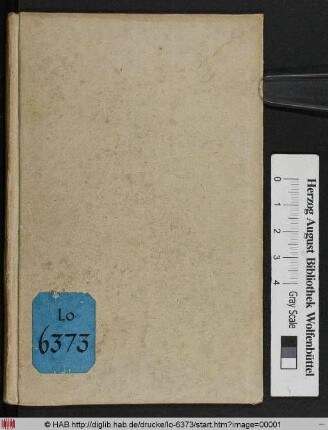 Lo
6373
0 1 2 3 4
Herzog August Bibliothek Wolfenbüttel
Gray Scale
© HAB http://diglib.hab.de/drucke/lo-6373/start.htm?image=00001